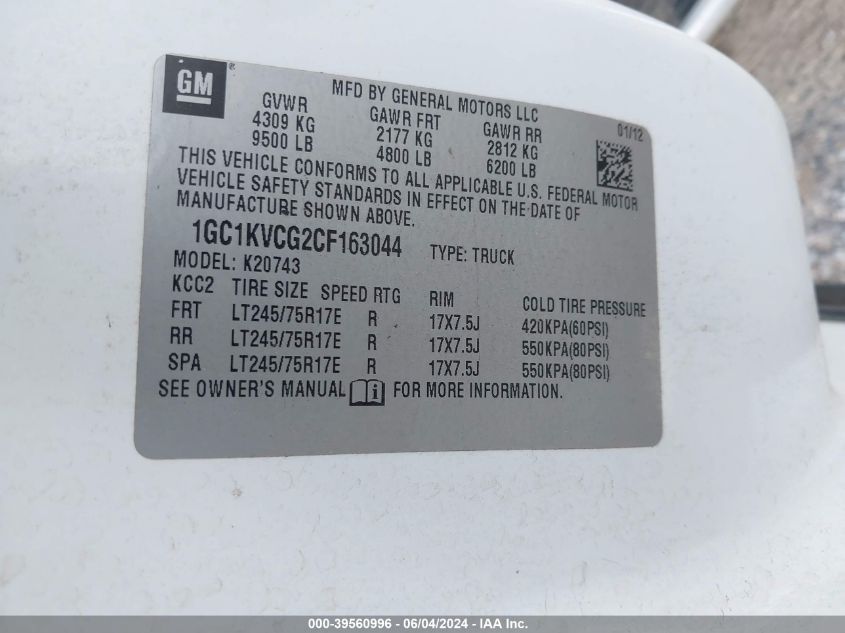 GM
MFD BY GENERAL MOTORS LLC
GVWR GAWR FRT GAWR RR 01/12
4309 KG 2177 KG 2812 KG
9500 LB 4800 LB 6200 LB
THIS VEHICLE CONFORMS TO ALL APPLICABLE U.S. FEDERAL MOTOR
VEHICLE SAFETY STANDARDS IN EFFECT ON THE DATE OF
MANUFACTURE SHOWN ABOVE.
1GC1KVCG2CF163044 TYPE: TRUCK
MODEL: K20743
KCC2 TIRE SIZE SPEED RTG RIM COLD TIRE PRESSURE
FRT LT245/75R17E R 17X7.5J 420KPA(60PSI)
RR LT245/75R17E R 17X7.5J 550KPA(80PSI)
SPA LT245/75R17E R 17X7.5J 550KPA(80PSI)
SEE OWNER'S MANUAL FOR MORE INFORMATION.
000-39560996 - 06/04/2024 - IAA Inc.